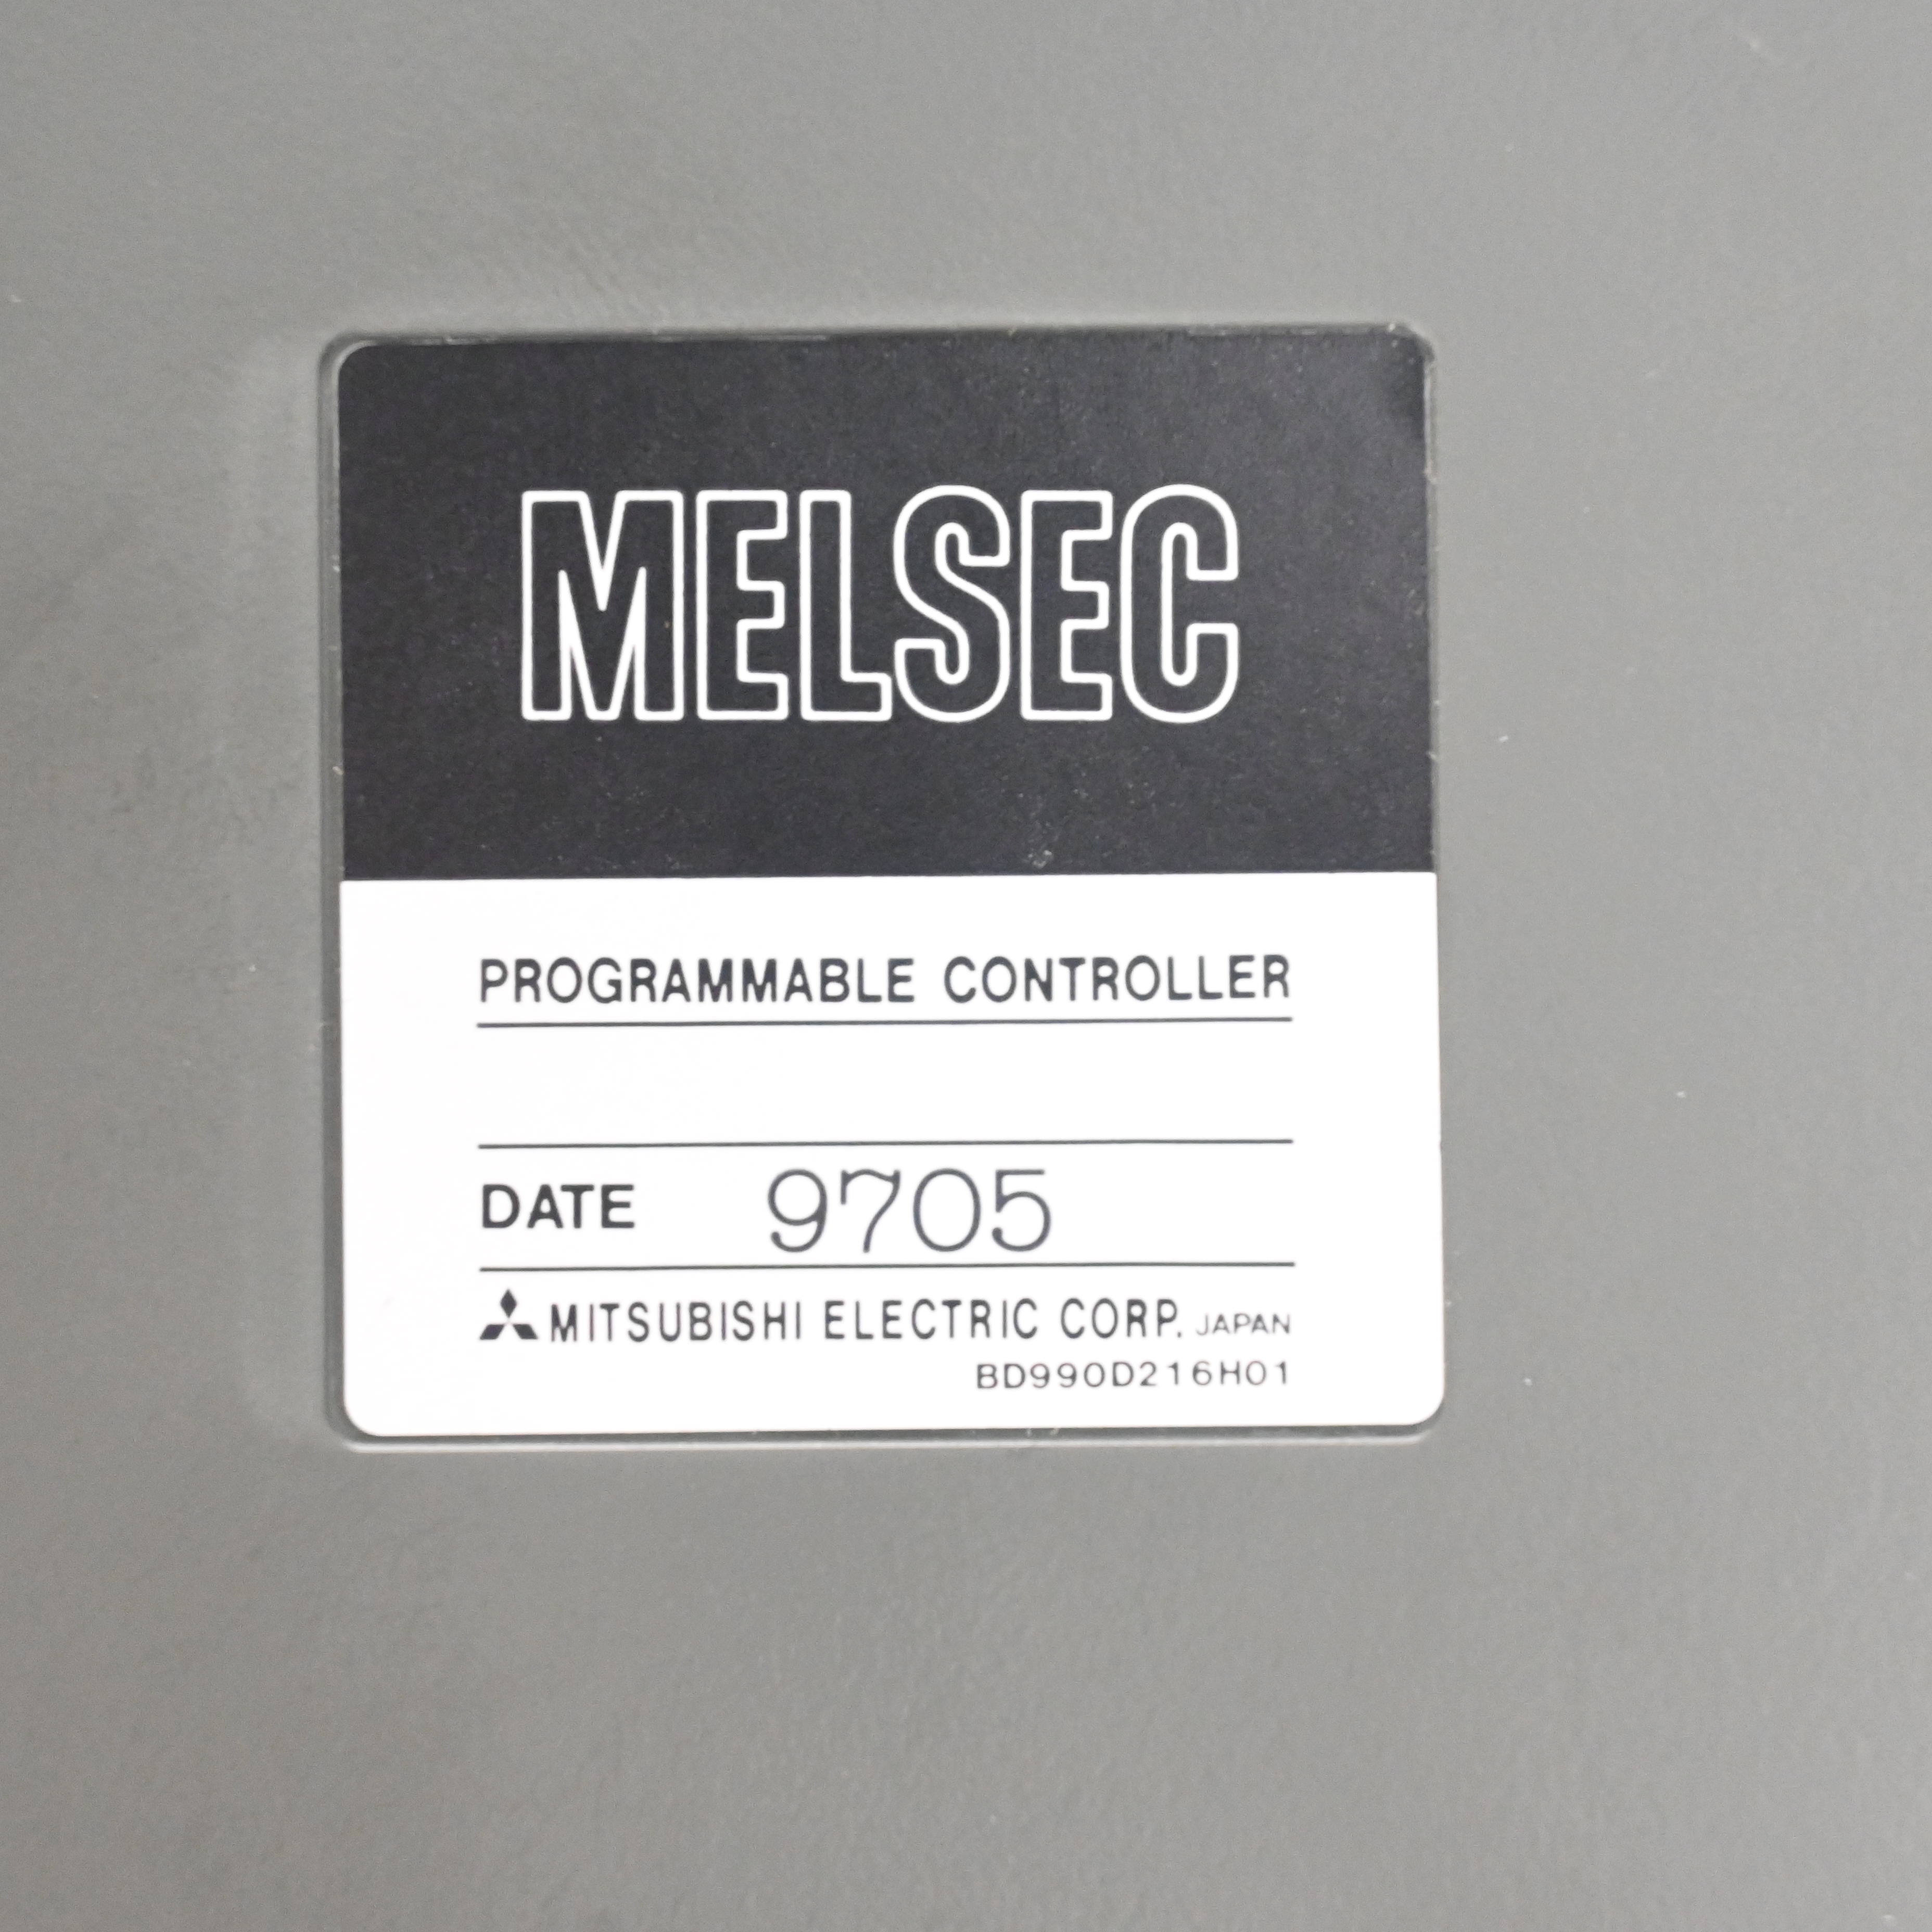 MELSEC
PROGRAMMABLE CONTROLLER
DATE 9705
MITSUBISHI ELECTRIC CORP. JAPAN
BD990D216H01